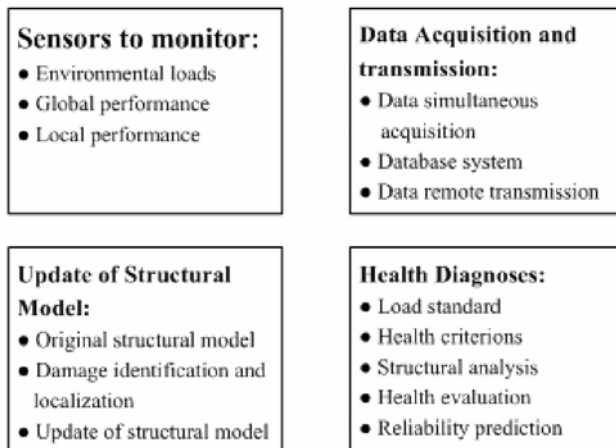 Sensors to monitor:
● Environmental loads
● Global performance
● Local performance
Data Acquisition and
transmission:
● Data simultaneous
acquisition
● Database system
● Data remote transmission
Update of Structural
Model:
● Original structural model
● Damage identification and
localization
● Update of structural model
Health Diagnoses:
● Load standard
● Health criterions
● Structural analysis
● Health evaluation
● Reliability prediction